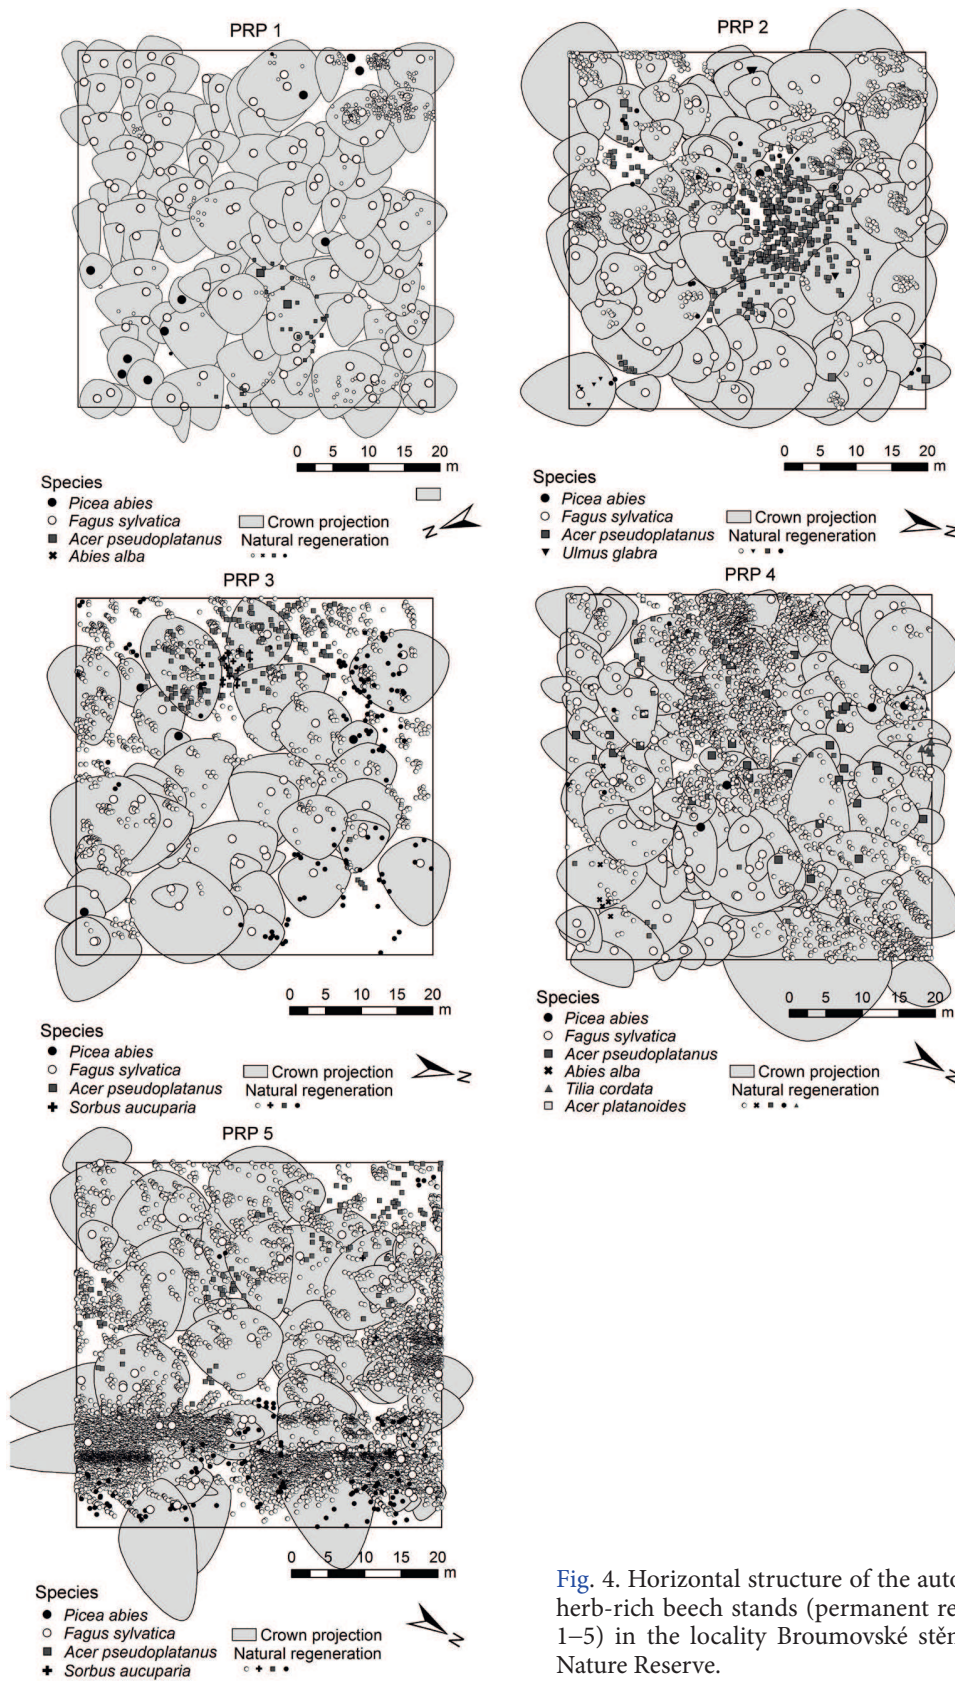 PRP 1
0 5 10 15 20
m
Species
Picea abies
Fagus sylvatica
Acer pseudoplatanus
Abies alba
Crown projection
Natural regeneration
N
PRP 2
0 5 10 15 20
m
Species
Picea abies
Fagus sylvatica
Acer pseudoplatanus
Ulmus glabra
Crown projection
Natural regeneration
N
PRP 3
0 5 10 15 20
m
Species
Picea abies
Fagus sylvatica
Acer pseudoplatanus
Sorbus aucuparia
Crown projection
Natural regeneration
N
PRP 4
0 5 10 15 20
m
Species
Picea abies
Fagus sylvatica
Acer pseudoplatanus
Abies alba
Tilia cordata
Acer platanoides
Crown projection
Natural regeneration
N
PRP 5
0 5 10 15 20
m
Species
Picea abies
Fagus sylvatica
Acer pseudoplatanus
Sorbus aucuparia
Crown projection
Natural regeneration
N
Fig. 4. Horizontal structure of the auto
herb-rich beech stands (permanent re
1–5) in the locality Broumovské stěn
Nature Reserve.